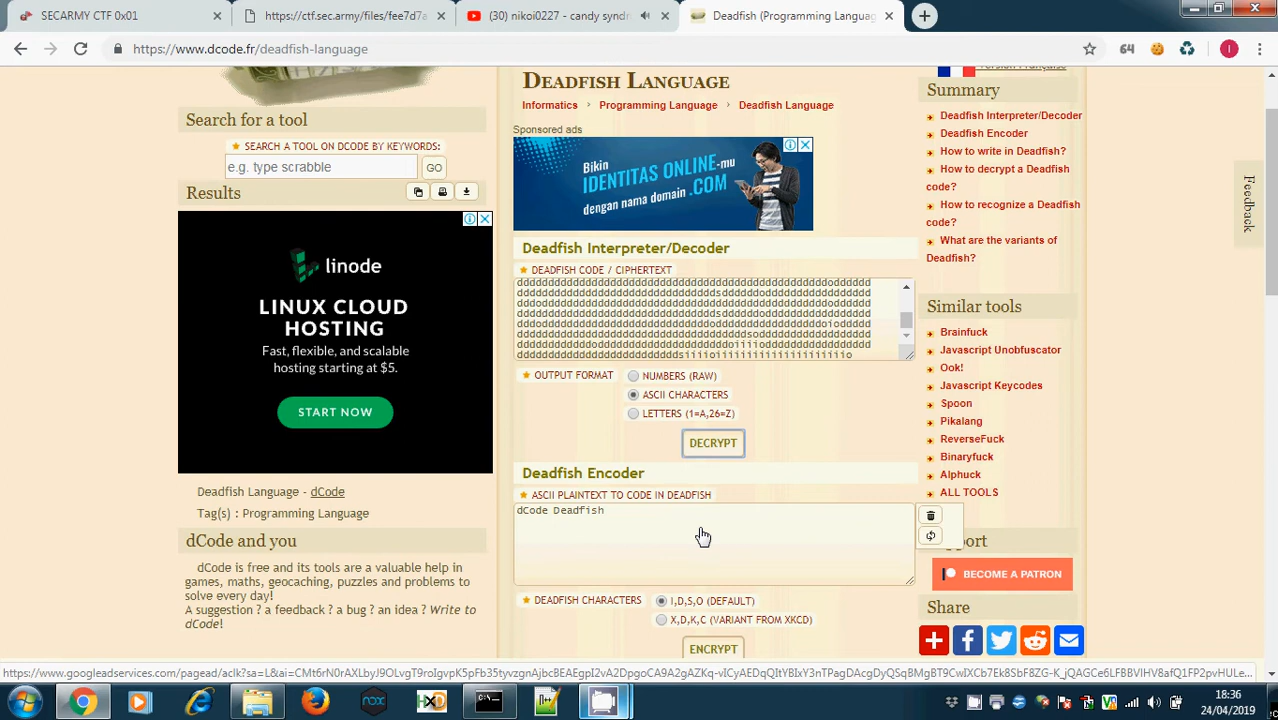 SECARMY CTF 0x01
https://ctf.sec.army/files/fee7d7a
(30) nikoi0227 - candy syndr
Deadfish (Programming Languag
https://www.dcode.fr/deadfish-language
64
I
Search for a tool
SEARCH A TOOL ON DCODE BY KEYWORDS:
e.g. type scrabble
GO
Results
linode
LINUX CLOUD
HOSTING
Fast, flexible, and scalable
hosting starting at $5.
START NOW
Deadfish Language - dCode
Tag(s) : Programming Language
dCode and you
dCode is free and its tools are a valuable help in
games, maths, geocaching, puzzles and problems to
solve every day!
A suggestion ? a feedback ? a bug ? an idea ? Write to
dCode!
DEADFISH LANGUAGE
Informatics
Programming Language
Deadfish Language
Sponsored ads
Bikin
IDENTITAS ONLINE-mu
dengan nama domain .COM
Deadfish Interpreter/Decoder
DEADFISH CODE / CIPHERTEXT
OUTPUT FORMAT
NUMBERS (RAW)
ASCII CHARACTERS
LETTERS (1=A,26=Z)
DECRYPT
Deadfish Encoder
ASCII PLAINTEXT TO CODE IN DEADFISH
dCode Deadfish
DEADFISH CHARACTERS
I,D,S,O (DEFAULT)
X,D,K,C (VARIANT FROM XKCD)
ENCRYPT
Version Française
Summary
Deadfish Interpreter/Decoder
Deadfish Encoder
How to write in Deadfish?
How to decrypt a Deadfish
code?
How to recognize a Deadfish
code?
What are the variants of
Deadfish?
Similar tools
Brainfuck
Javascript Unobfuscator
Ook!
Javascript Keycodes
Spoon
Pikalang
ReverseFuck
Binaryfuck
Alphuck
ALL TOOLS
port
BECOME A PATRON
Share
Feedback
18:36
24/04/2019